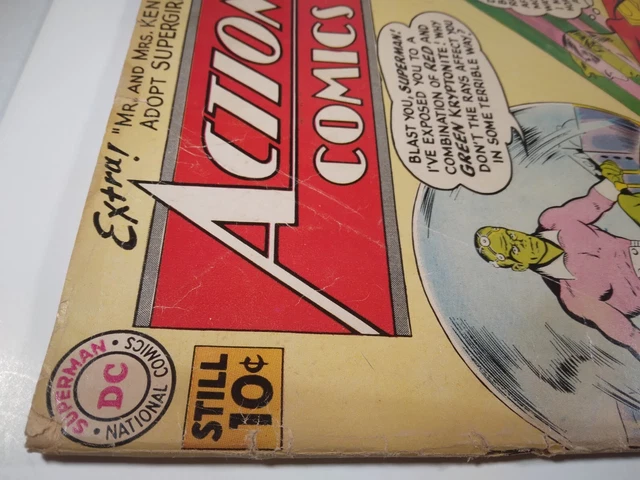 Extra! "MR. AND MRS. KEN
ADOPT SUPERGIR
ACTION
COMICS
SUPERMAN
DC
NATIONAL COMICS
STILL
10¢
BLAST YOU, SUPERMAN!
I'VE EXPOSED YOU TO A
COMBINATION OF RED AND
GREEN KRYPTONITE! WHY
DON'T THE RAYS AFFECT YOU
IN SOME TERRIBLE WAY?